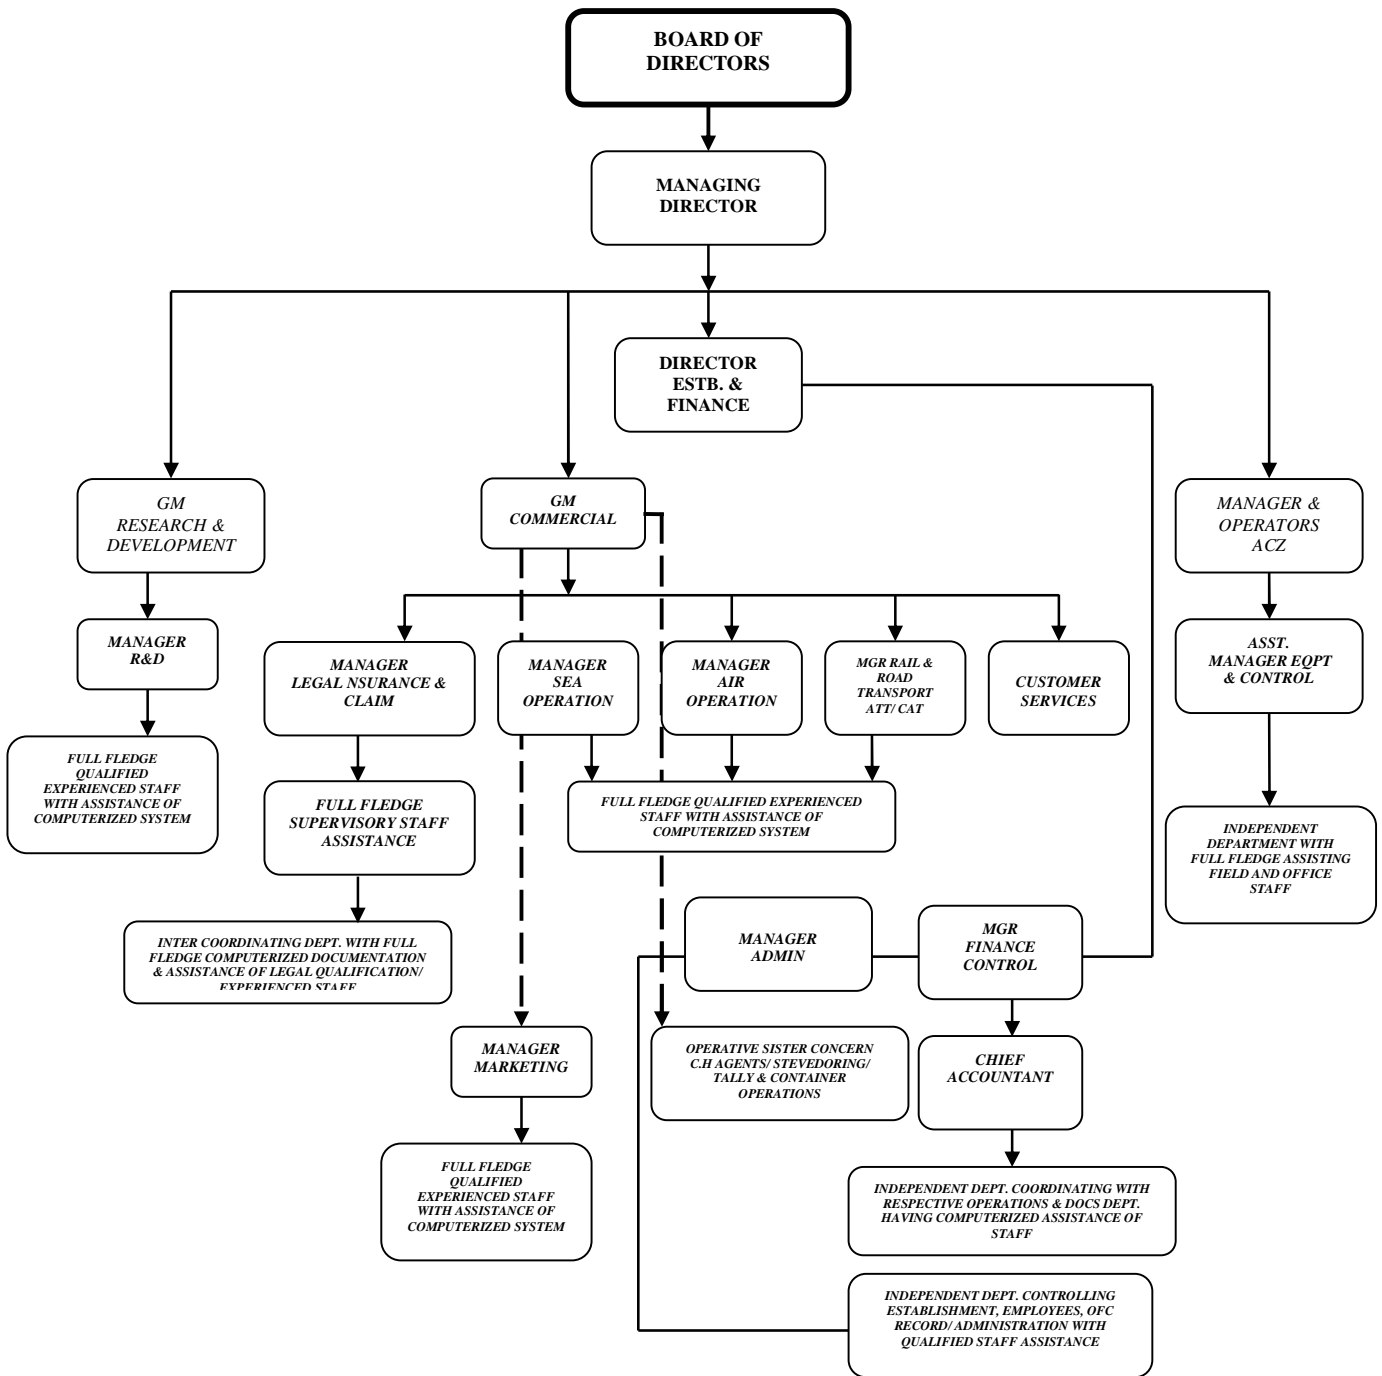 BOARD OF
DIRECTORS
MANAGING
DIRECTOR
DIRECTOR
ESTB. &
FINANCE
GM
RESEARCH &
DEVELOPMENT
GM
COMMERCIAL
MANAGER &
OPERATORS
ACZ
MANAGER
R&D
MANAGER
LEGAL NSURANCE &
CLAIM
MANAGER
SEA
OPERATION
MANAGER
AIR
OPERATION
MGR RAIL &
ROAD
TRANSPORT
ATT/ CAT
CUSTOMER
SERVICES
ASST.
MANAGER EQPT
& CONTROL
FULL FLEDGE
QUALIFIED
EXPERIENCED STAFF
WITH ASSISTANCE OF
COMPUTERIZED SYSTEM
FULL FLEDGE
SUPERVISORY STAFF
ASSISTANCE
FULL FLEDGE QUALIFIED EXPERIENCED
STAFF WITH ASSISTANCE OF
COMPUTERIZED SYSTEM
INDEPENDENT
DEPARTMENT WITH
FULL FLEDGE ASSISTING
FIELD AND OFFICE
STAFF
INTER COORDINATING DEPT. WITH FULL
FLEDGE COMPUTERIZED DOCUMENTATION
& ASSISTANCE OF LEGAL QUALIFICATION/
EXPERIENCED STAFF
MANAGER
ADMIN
MGR
FINANCE
CONTROL
MANAGER
MARKETING
OPERATIVE SISTER CONCERN
C.H AGENTS/ STEVEDORING/
TALLY & CONTAINER
OPERATIONS
CHIEF
ACCOUNTANT
FULL FLEDGE
QUALIFIED
EXPERIENCED STAFF
WITH ASSISTANCE OF
COMPUTERIZED SYSTEM
INDEPENDENT DEPT. COORDINATING WITH
RESPECTIVE OPERATIONS & DOCS DEPT.
HAVING COMPUTERIZED ASSISTANCE OF
STAFF
INDEPENDENT DEPT. CONTROLLING
ESTABLISHMENT, EMPLOYEES, OFC
RECORD/ ADMINISTRATION WITH
QUALIFIED STAFF ASSISTANCE